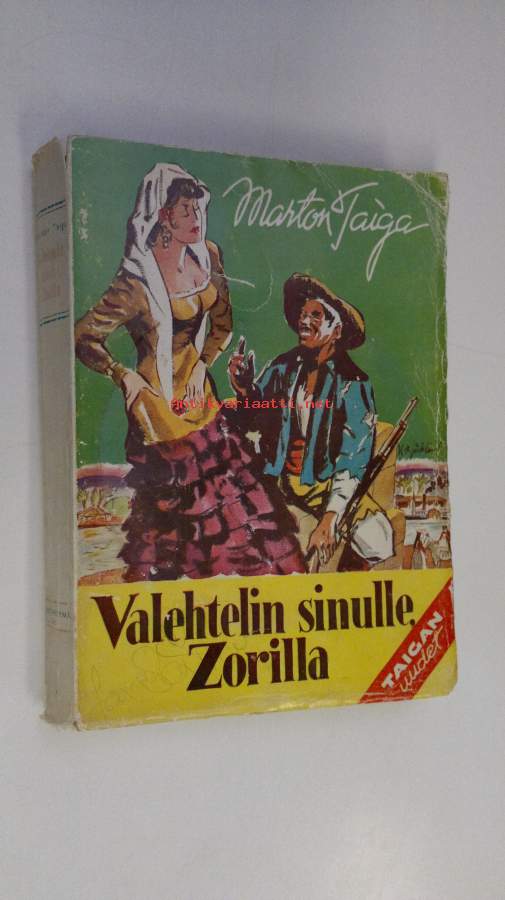 Marton Taiga
Antikvariaatti.net
Valehtelin sinulle,
Zorilla
TAIGAN
uudet